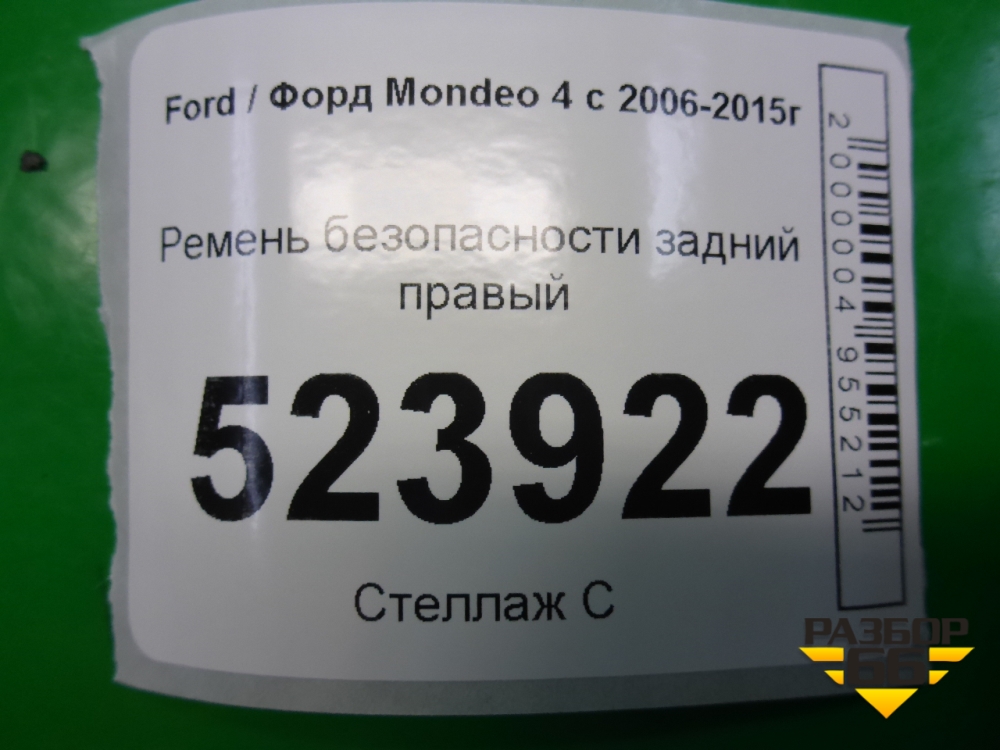 Ford / Форд Mondeo 4 с 2006-2015г
Ремень безопасности задний
правый
523922
Стеллаж С
2000004955212
РАЗБОР
66